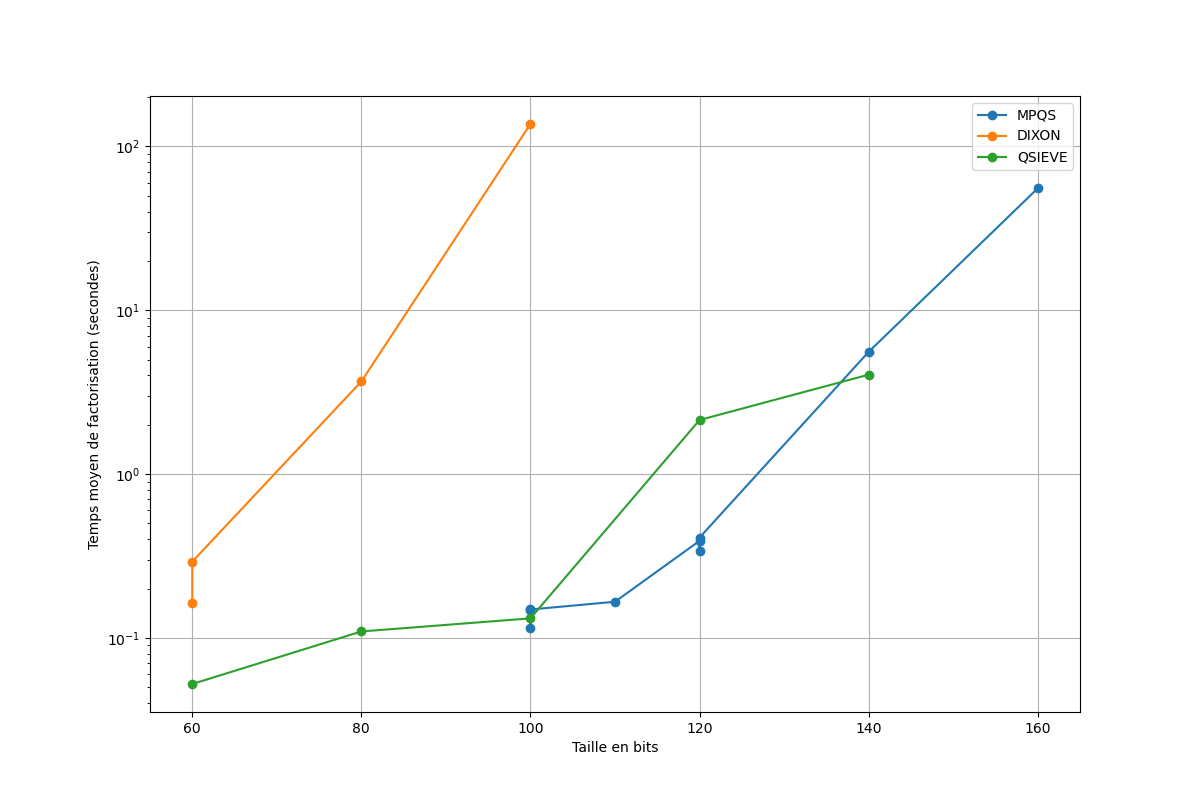 MPQS
DIXON
QSIEVE
Temps moyen de factorisation (secondes)
10²
10¹
10⁰
10⁻¹
60 80 100 120 140 160
Taille en bits